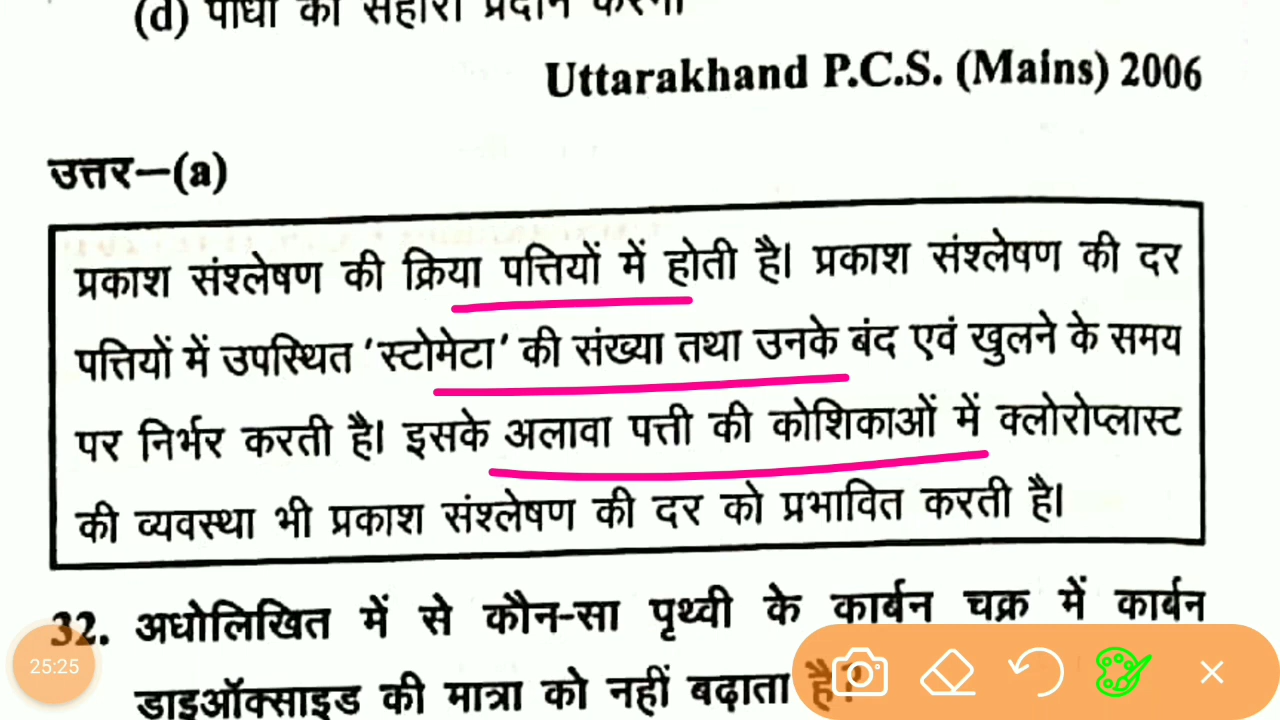 (d) पौधों को सहारा प्रदान करना
Uttarakhand P.C.S. (Mains) 2006
उत्तर–(a)
प्रकाश संश्लेषण की क्रिया पत्तियों में होती है। प्रकाश संश्लेषण की दर
पत्तियों में उपस्थित ‘स्टोमेटा’ की संख्या तथा उनके बंद एवं खुलने के समय
पर निर्भर करती है। इसके अलावा पत्ती की कोशिकाओं में क्लोरोप्लास्ट
की व्यवस्था भी प्रकाश संश्लेषण की दर को प्रभावित करती है।
32. अधोलिखित में से कौन-सा पृथ्वी के कार्बन चक्र में कार्बन
डाइऑक्साइड की मात्रा को नहीं बढ़ाता है?
25:25